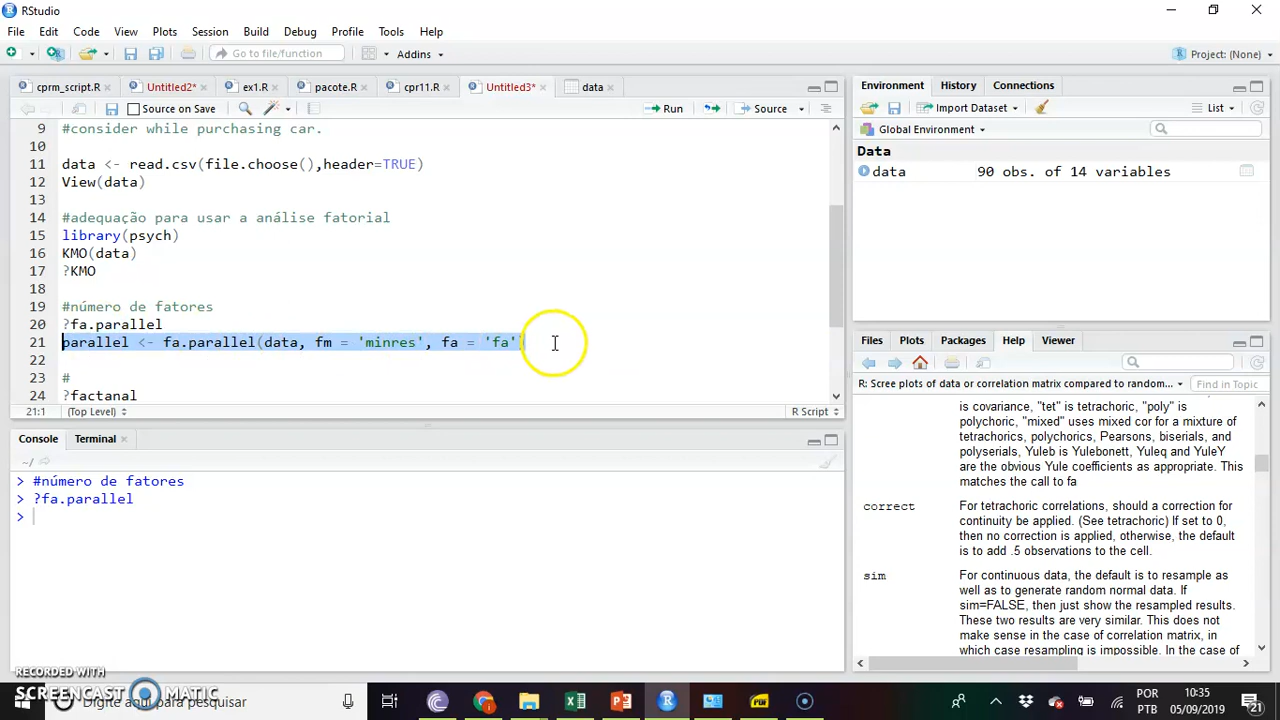 RStudio
File Edit Code View Plots Session Build Debug Profile Tools Help
Go to file/function Addins Project: (None)
cprm_script.R Untitled2* ex1.R pacote.R cpr11.R Untitled3* data
Source on Save Run Source
9 #consider while purchasing car.
10
11 data <- read.csv(file.choose(),header=TRUE)
12 View(data)
13
14 #adequação para usar a análise fatorial
15 library(psych)
16 KMO(data)
17 ?KMO
18
19 #número de fatores
20 ?fa.parallel
21 parallel <- fa.parallel(data, fm = 'minres', fa = 'fa')
22
23 #
24 ?factanal
21:1 (Top Level) R Script
Console Terminal
~/
> #número de fatores
> ?fa.parallel
>
Environment History Connections
Import Dataset List
Global Environment
Data
data 90 obs. of 14 variables
Files Plots Packages Help Viewer
R: Scree plots of data or correlation matrix compared to random... Find in Topic
is covariance, "tet" is tetrachoric, "poly" is
polychoric, "mixed" uses mixed cor for a mixture of
tetrachorics, polychorics, Pearsons, biserials, and
polyserials, Yuleb is Yulebonett, Yuleq and YuleY
are the obvious Yule coefficients as appropriate. This
matches the call to fa
correct For tetrachoric correlations, should a correction for
continuity be applied. (See tetrachoric) If set to 0,
then no correction is applied, otherwise, the default
is to add .5 observations to the cell.
sim For continuous data, the default is to resample as
well as to generate random normal data. If
sim=FALSE, then just show the resampled results.
These two results are very similar. This does not
make sense in the case of correlation matrix, in
which case resampling is impossible. In the case of
RECORDED WITH
SCREENCAST MATIC
Digite aqui para pesquisar
POR
PTB
10:35
05/09/2019
21